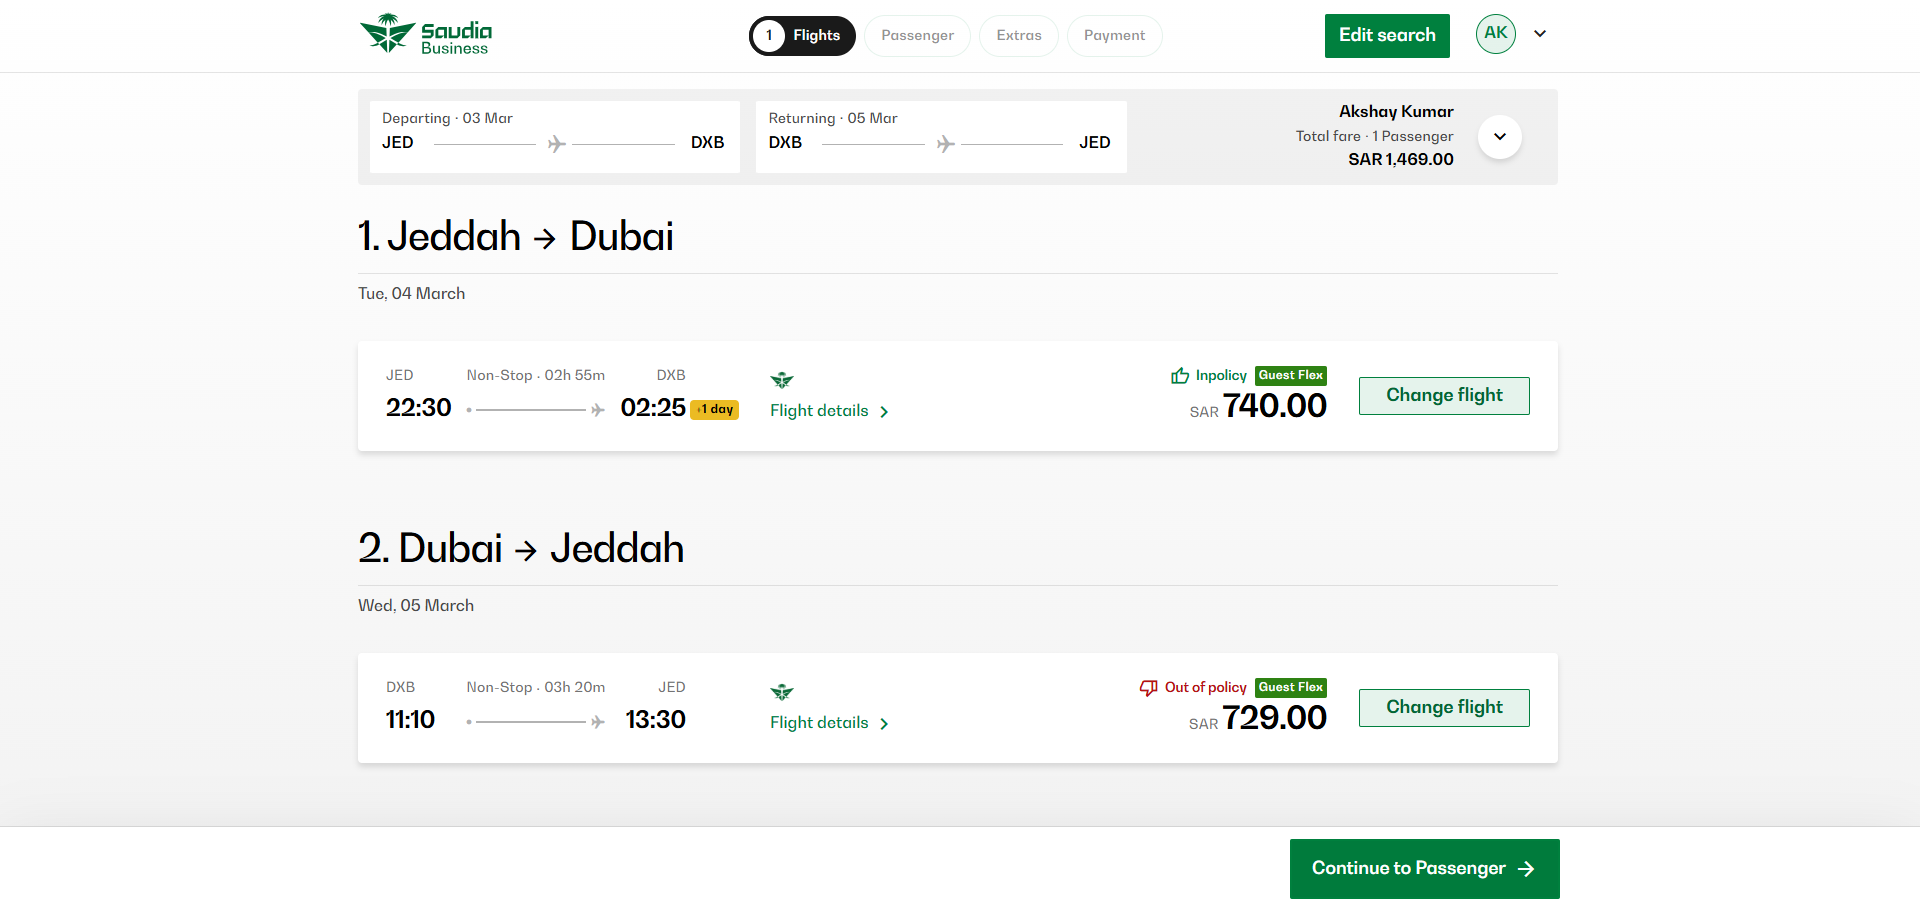 Saudia
Business
1 Flights
Passenger
Extras
Payment
Edit search
AK
Departing · 03 Mar
JED DXB
Returning · 05 Mar
DXB JED
Akshay Kumar
Total fare · 1 Passenger
SAR 1,469.00
1. Jeddah → Dubai
Tue, 04 March
JED Non-Stop · 02h 55m DXB
22:30 02:25 +1 day
Flight details
Inpolicy Guest Flex
SAR 740.00
Change flight
2. Dubai → Jeddah
Wed, 05 March
DXB Non-Stop · 03h 20m JED
11:10 13:30
Flight details
Out of policy Guest Flex
SAR 729.00
Change flight
Continue to Passenger →